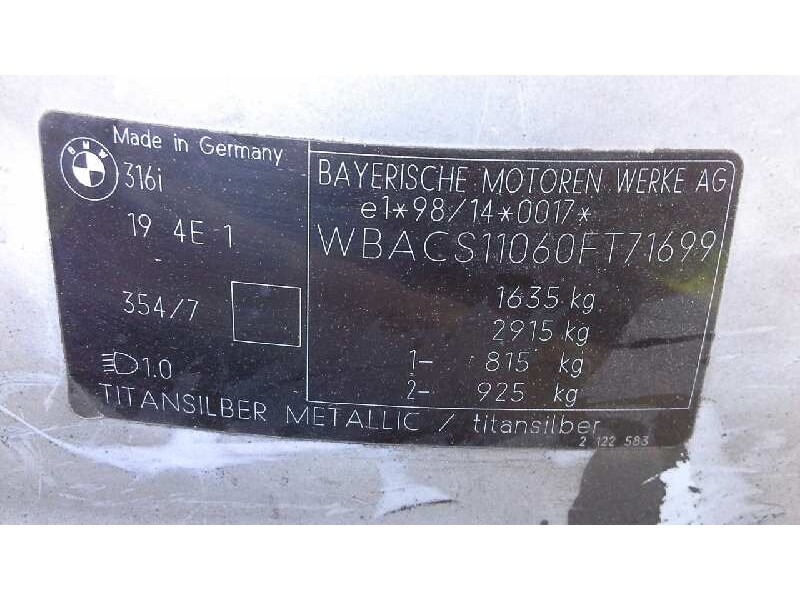 BMW
Made in Germany
316i
19 4E 1
-
354/7
1.0
BAYERISCHE MOTOREN WERKE AG
e1*98/14*0017*
WBACS11060FT71699
1635 kg
2915 kg
1- 815 kg
2- 925 kg
TITANSILBER METALLIC / titansilber
2 122 583